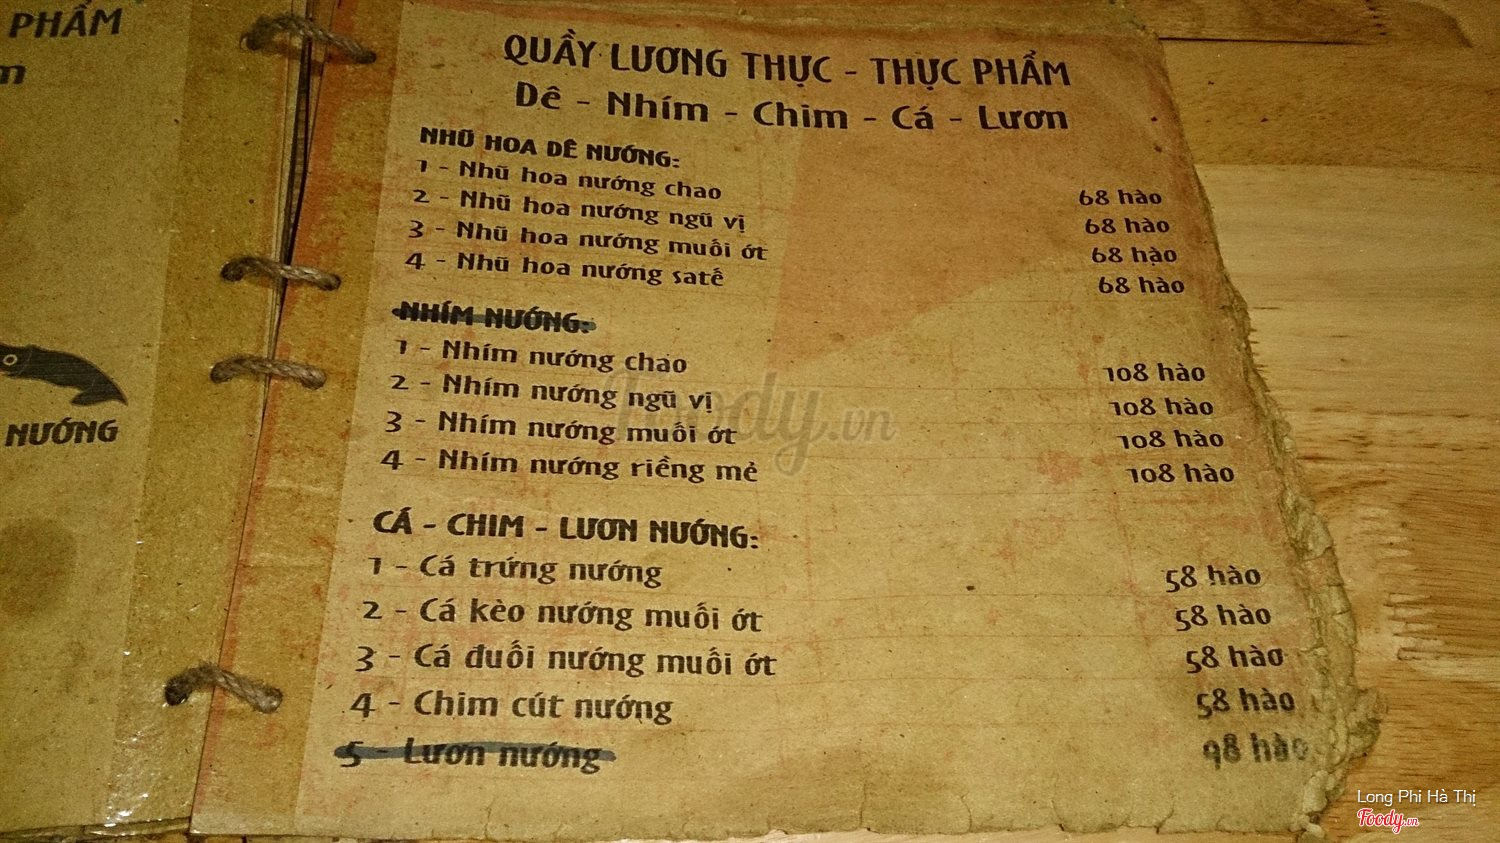 PHẨM
m
NƯỚNG
QUẦY LƯƠNG THỰC - THỰC PHẨM
Dê - Nhím - Chim - Cá - Lươn
NHŨ HOA DÊ NƯỚNG:
1 - Nhũ hoa nướng chao 68 hào
2 - Nhũ hoa nướng ngũ vị 68 hào
3 - Nhũ hoa nướng muối ớt 68 hào
4 - Nhũ hoa nướng satế 68 hào
NHÍM NƯỚNG:
1 - Nhím nướng chao 108 hào
2 - Nhím nướng ngũ vị 108 hào
3 - Nhím nướng muối ớt 108 hào
4 - Nhím nướng riềng mẻ 108 hào
CÁ - CHIM - LƯƠN NƯỚNG:
1 - Cá trứng nướng 58 hào
2 - Cá kèo nướng muối ớt 58 hào
3 - Cá đuối nướng muối ớt 58 hào
4 - Chim cút nướng 58 hào
5 - Lươn nướng 98 hào
Foody.vn
Long Phi Hà Thị
Foody.vn